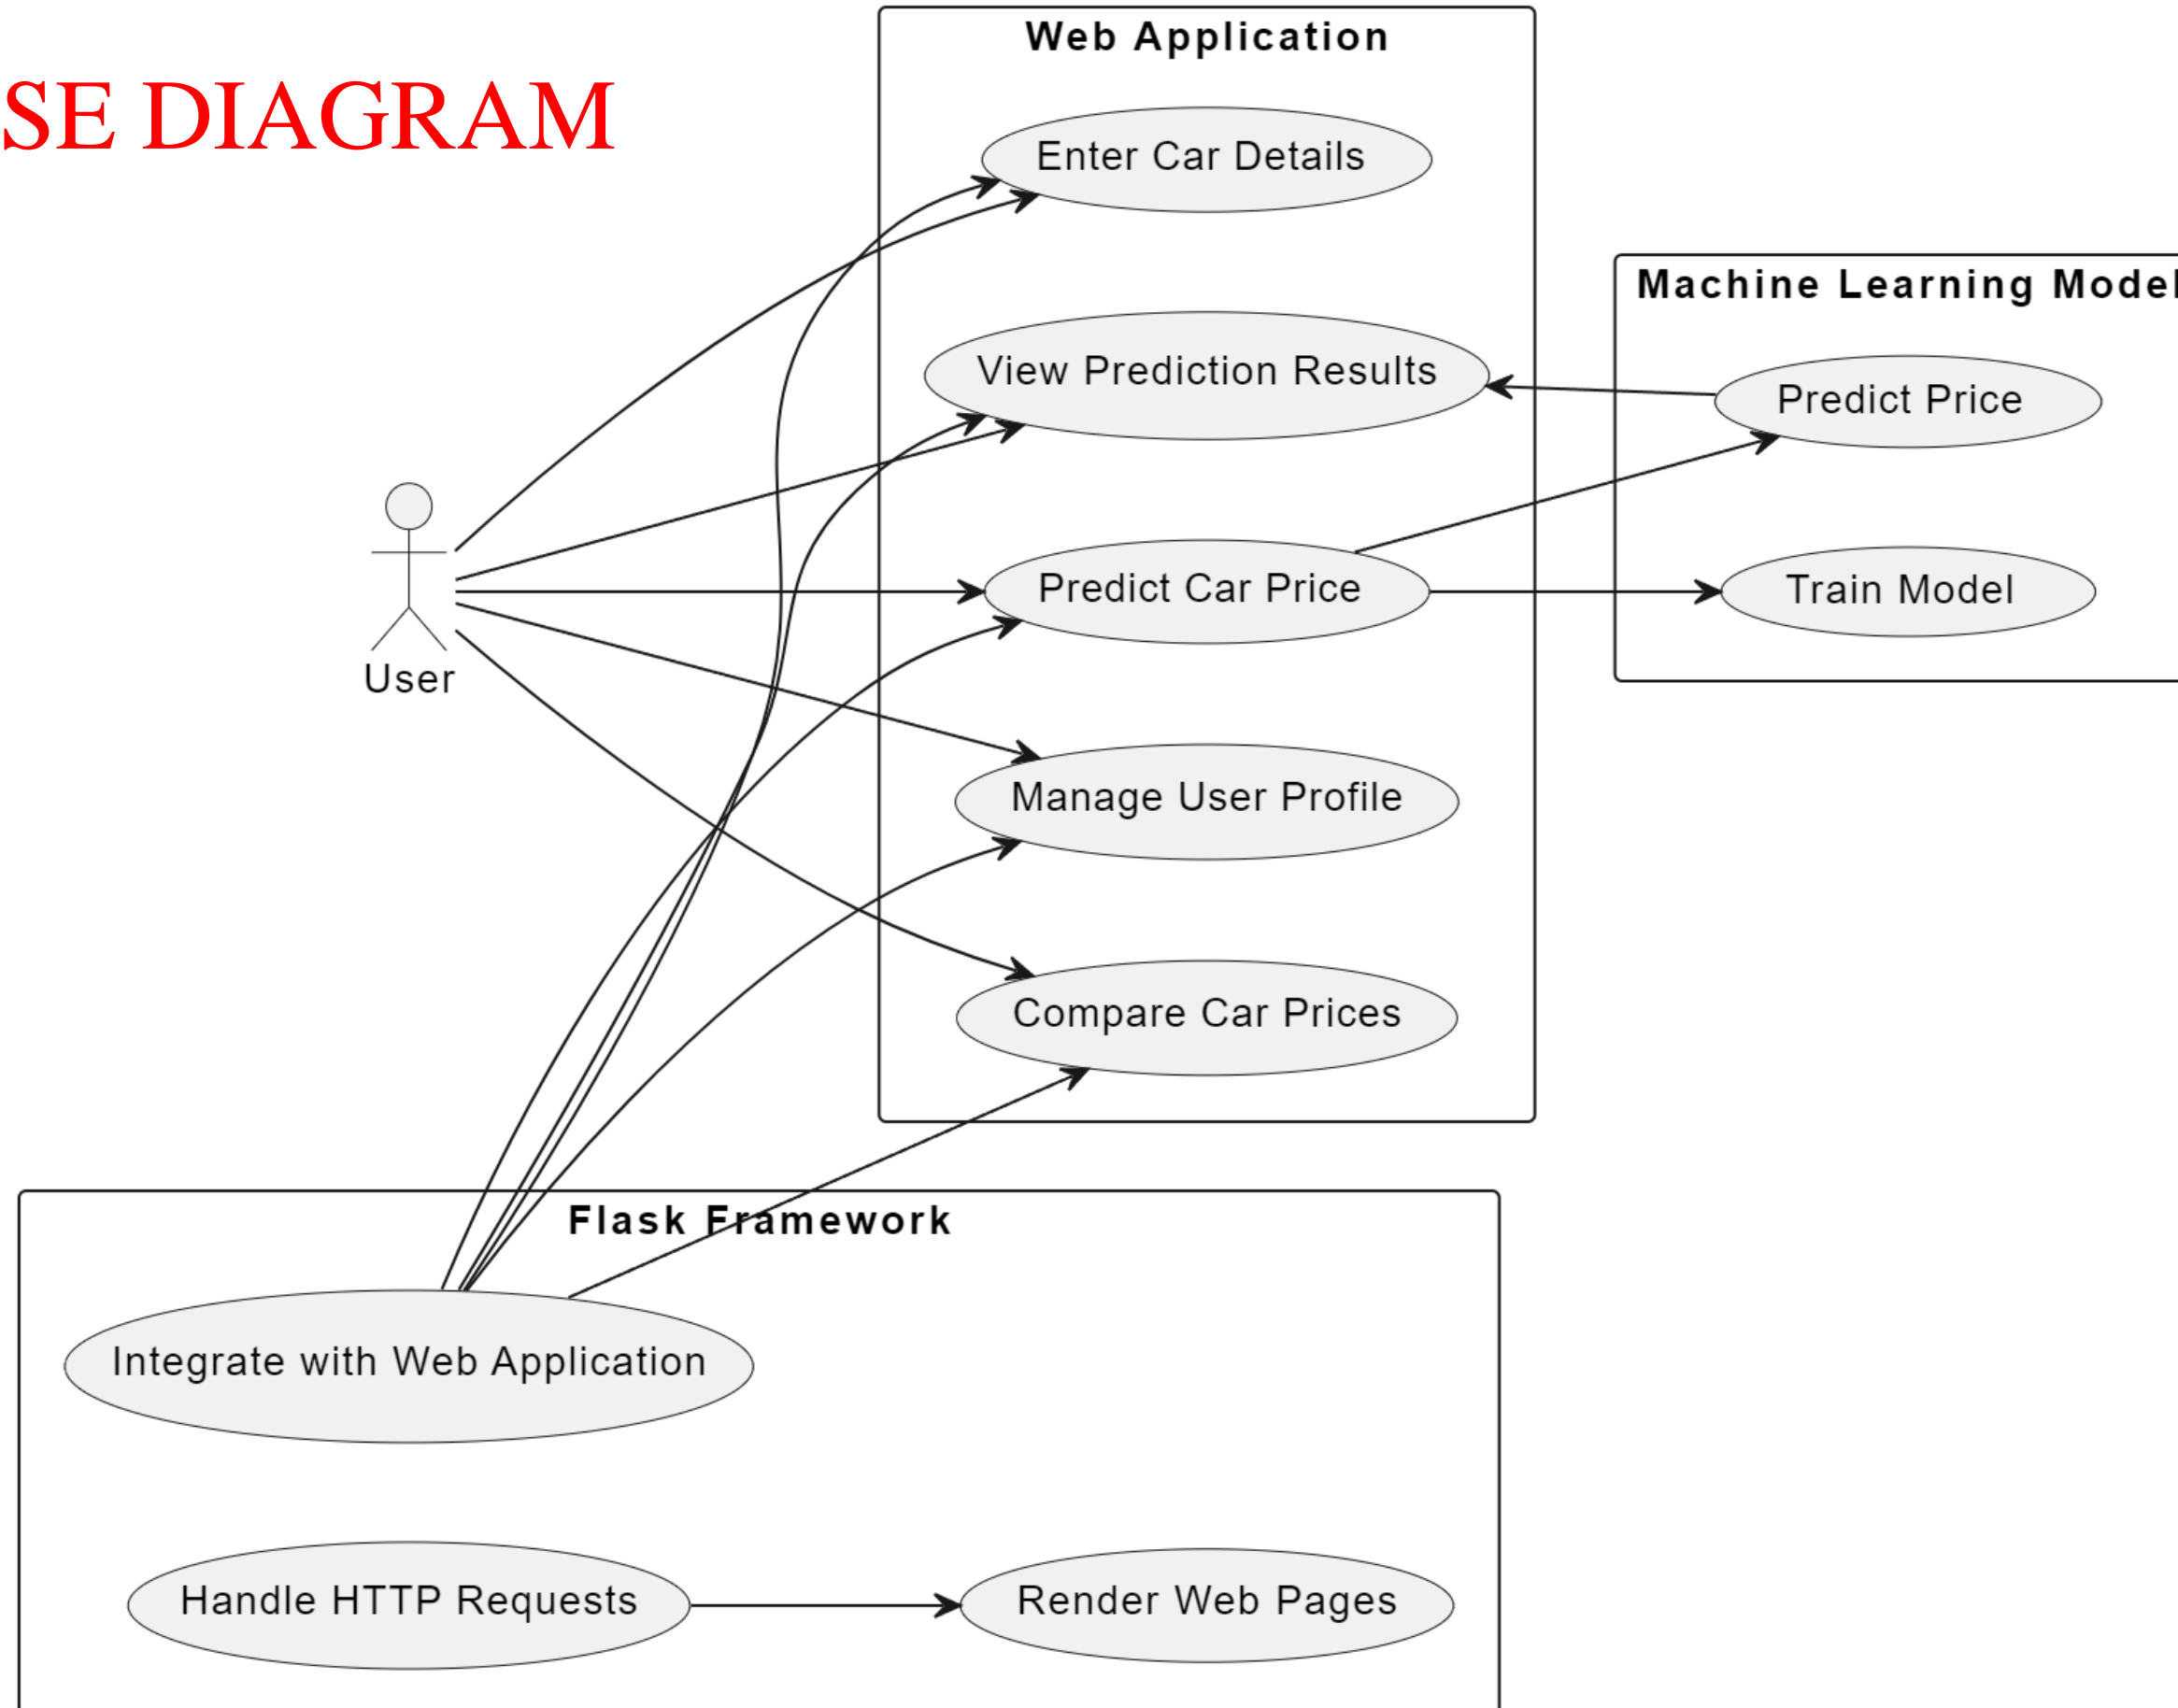 SE DIAGRAM
Web Application
Enter Car Details
View Prediction Results
Predict Car Price
Manage User Profile
Compare Car Prices
Machine Learning Model
Predict Price
Train Model
User
Flask Framework
Integrate with Web Application
Handle HTTP Requests
Render Web Pages